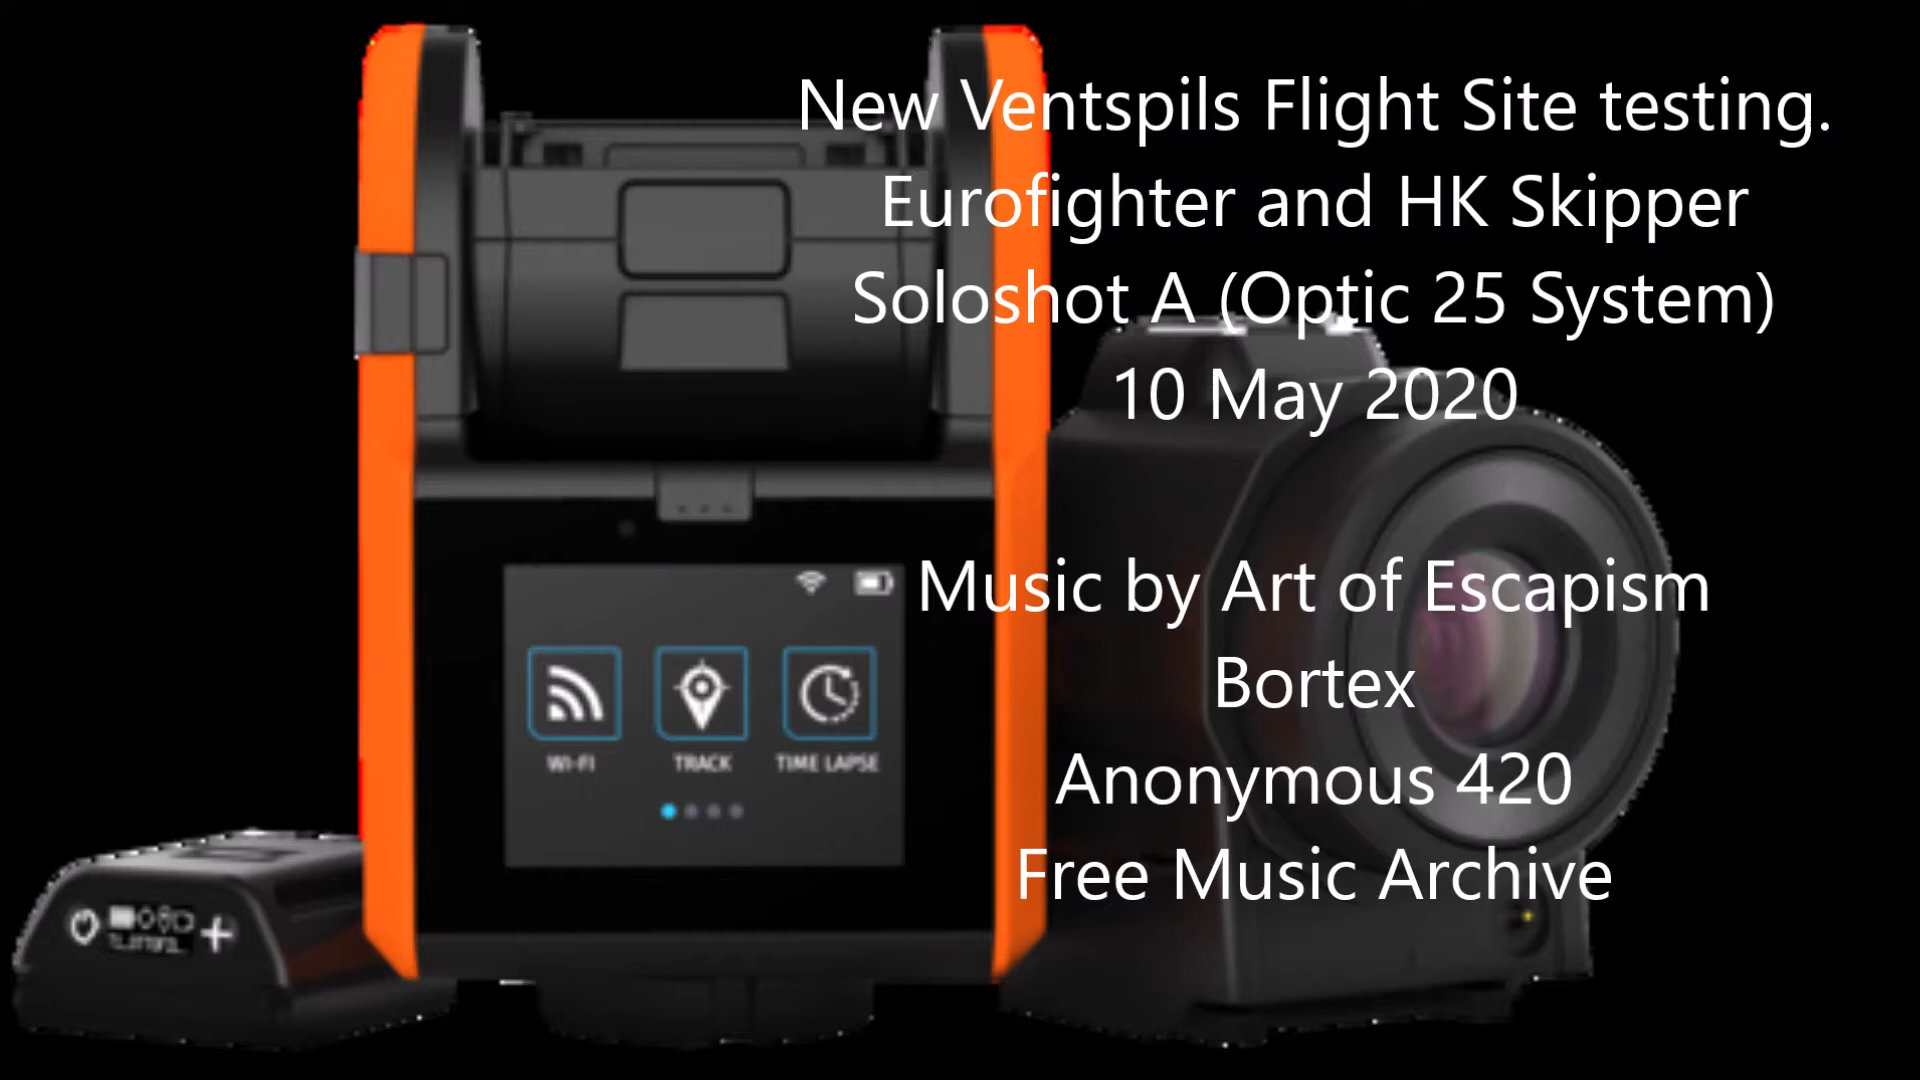 New Ventspils Flight Site testing.
Eurofighter and HK Skipper
Soloshot A (Optic 25 System)
10 May 2020
Music by Art of Escapism
Bortex
Anonymous 420
Free Music Archive
WI-FI
TRACK
TIME LAPSE